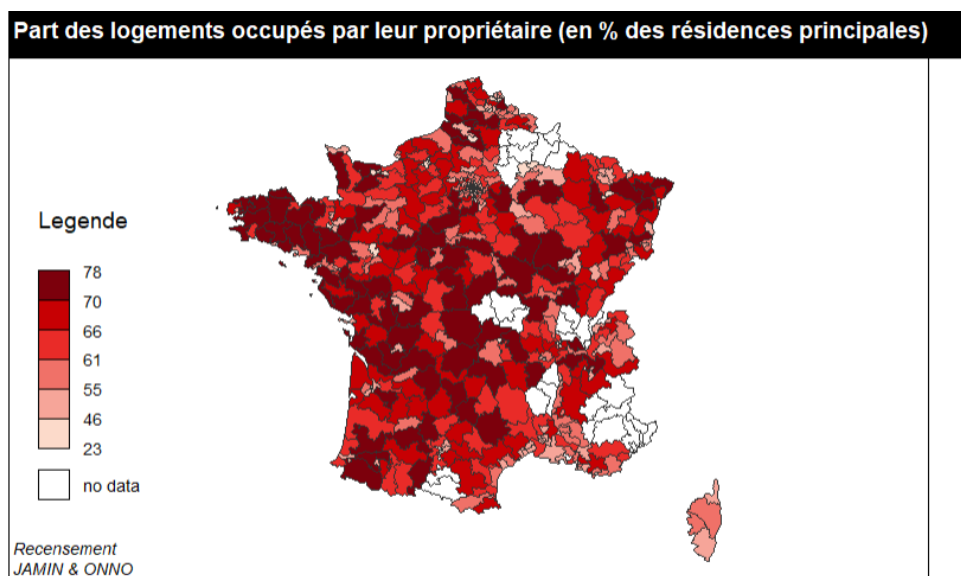 Part des logements occupés par leur propriétaire (en % des résidences principales)
Legende
78
70
66
61
55
46
23
no data
Recensement
JAMIN & ONNO